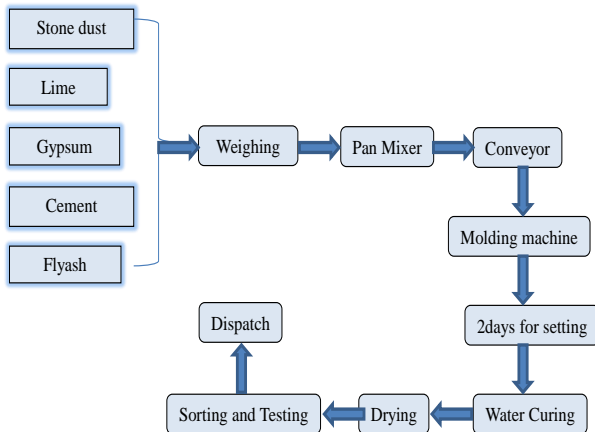 Stone dust
Lime
Gypsum
Cement
Flyash
Weighing
Pan Mixer
Conveyor
Molding machine
2days for setting
Water Curing
Drying
Sorting and Testing
Dispatch